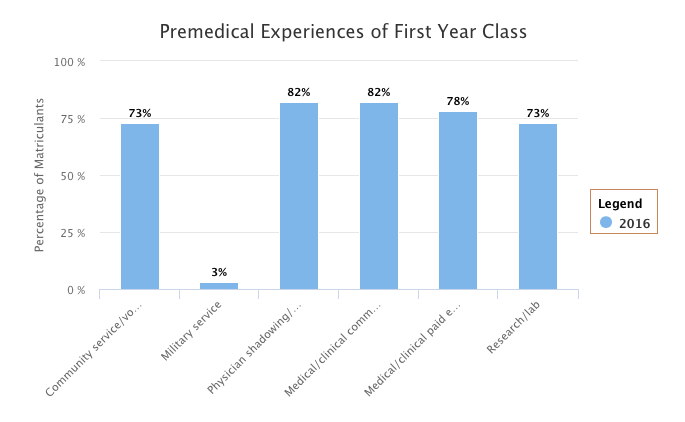 Premedical Experiences of First Year Class
Percentage of Matriculants
100 %
75 %
50 %
25 %
0 %
73%
3%
82%
82%
78%
73%
Community service/vo...
Military service
Physician shadowing/...
Medical/clinical comm...
Medical/clinical paid e...
Research/lab
Legend
2016